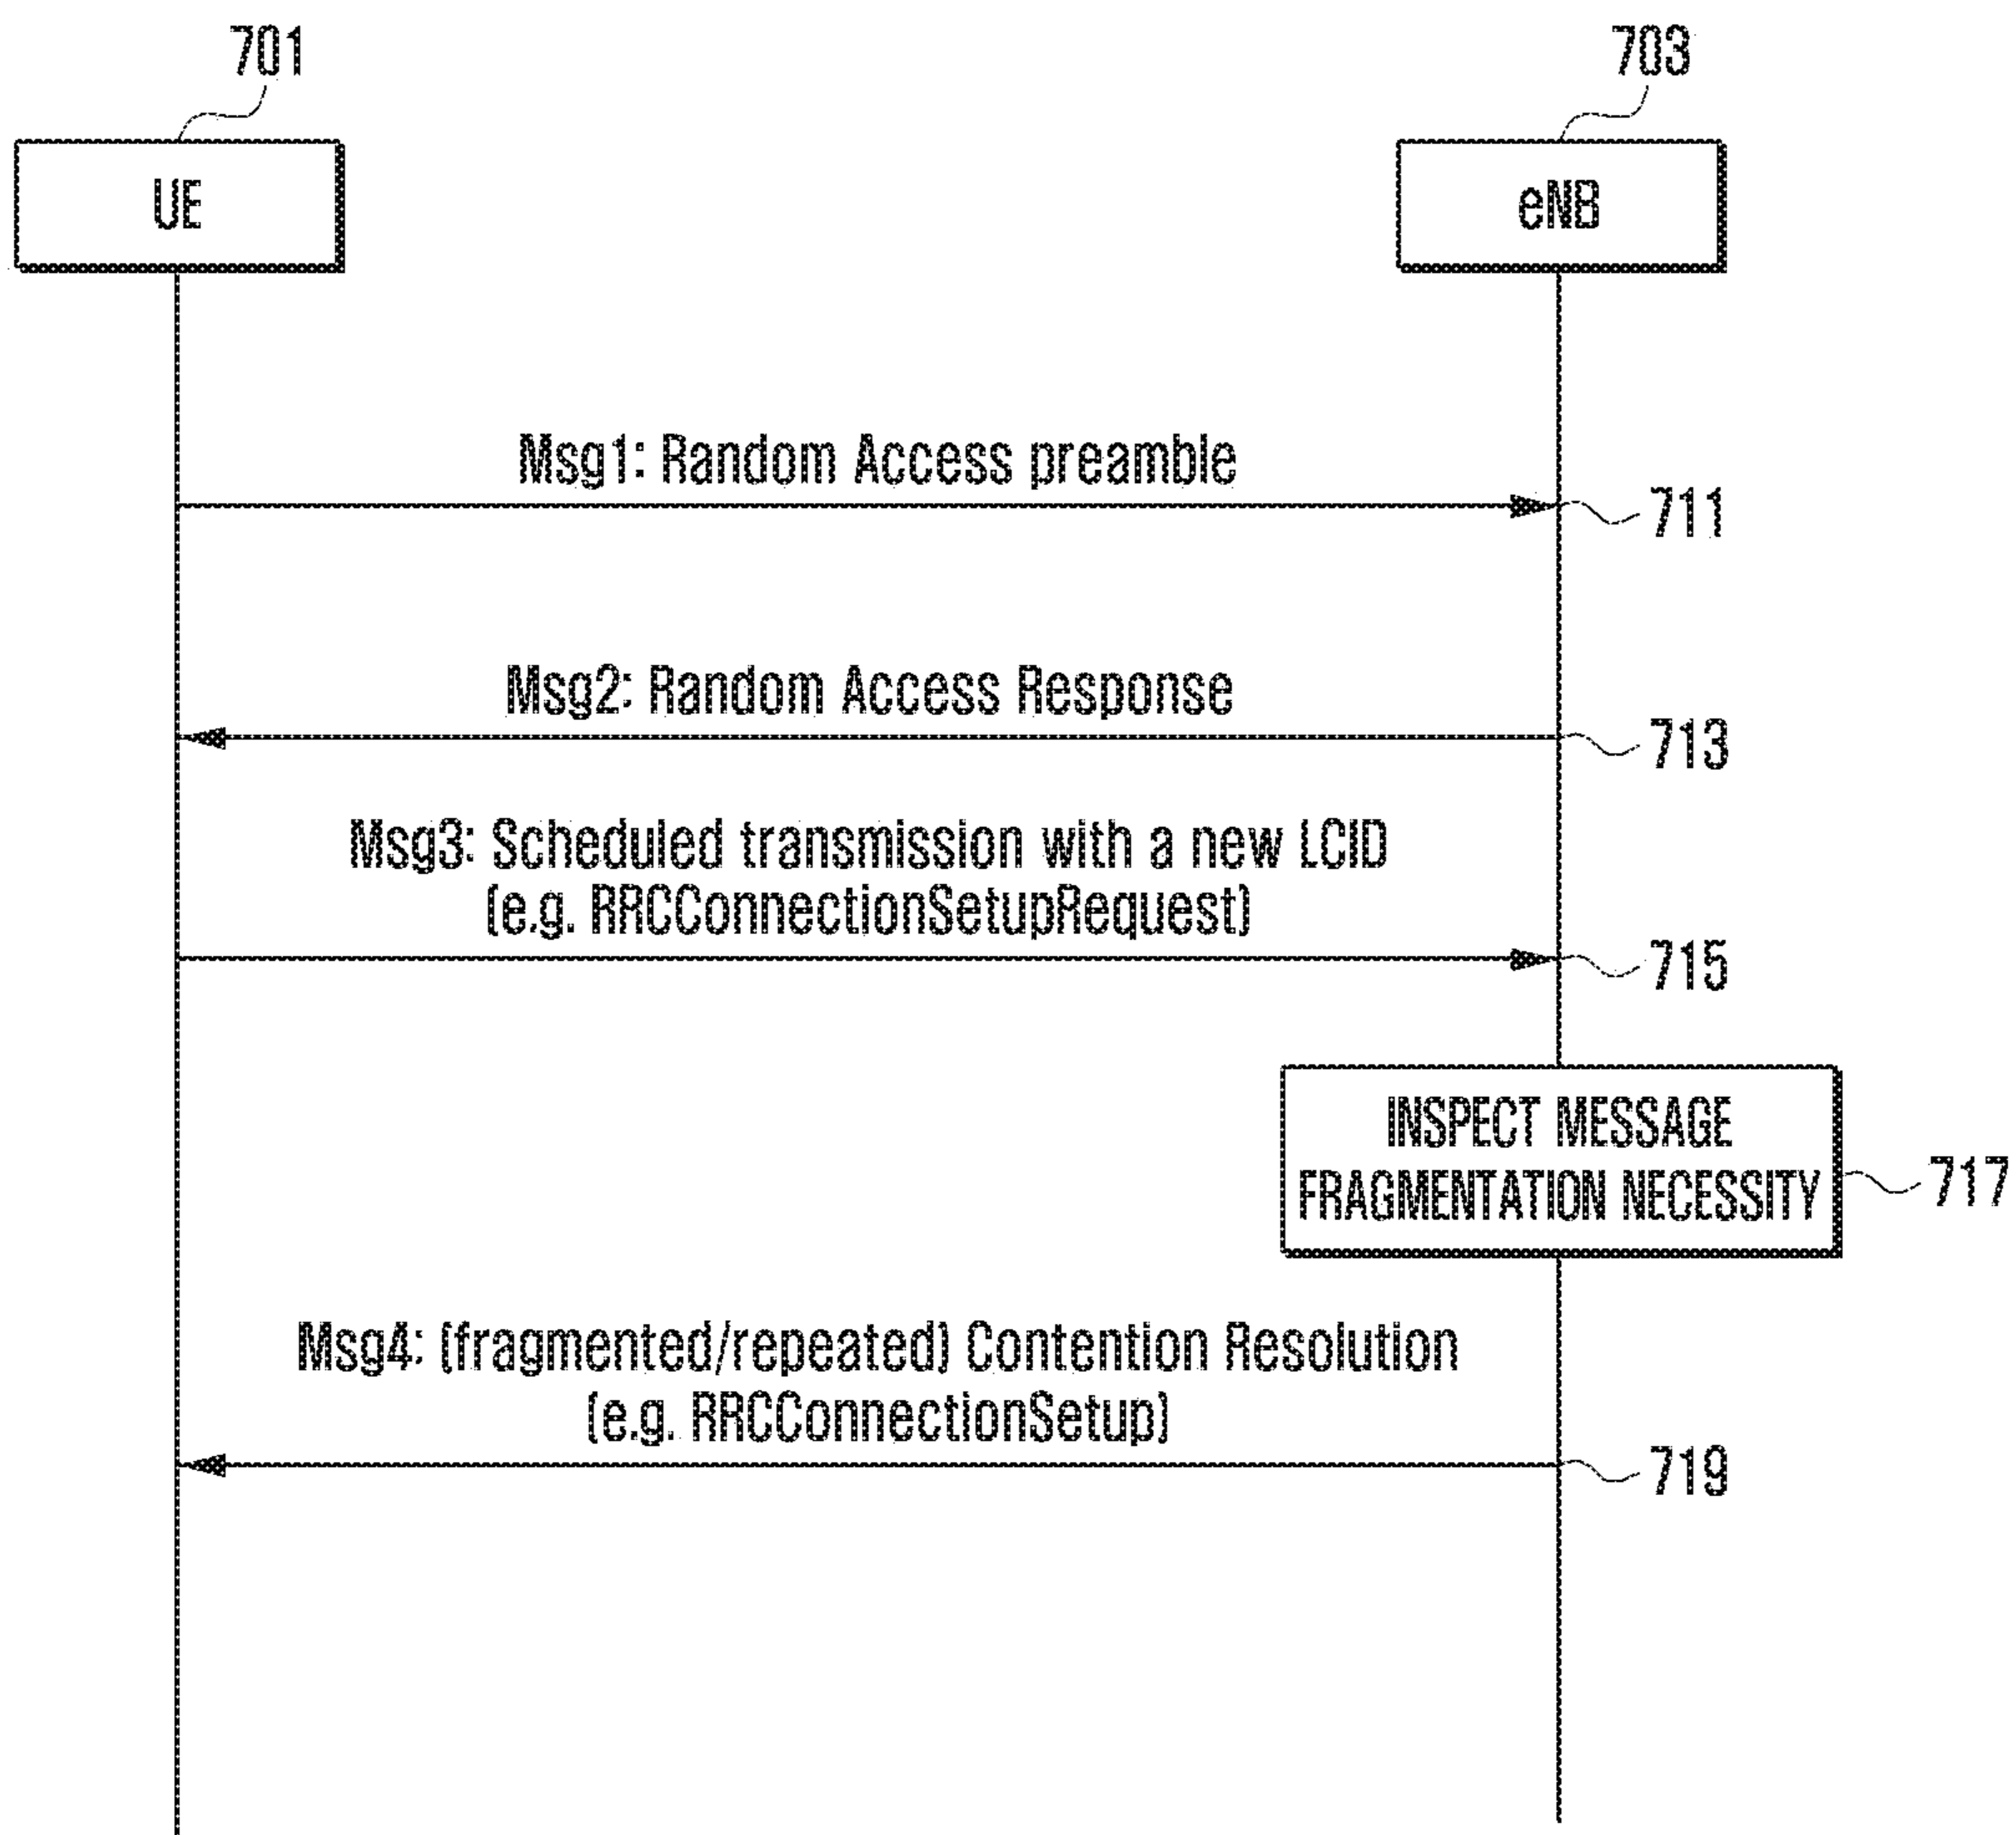 701
703
UE
eNB
Msg1: Random Access preamble
711
Msg2: Random Access Response
713
Msg3: Scheduled transmission with a new LCID
(e.g. RRCConnectionSetupRequest)
715
INSPECT MESSAGE
FRAGMENTATION NECESSITY
717
Msg4: (fragmented/repeated) Contention Resolution
(e.g. RRCConnectionSetup)
719